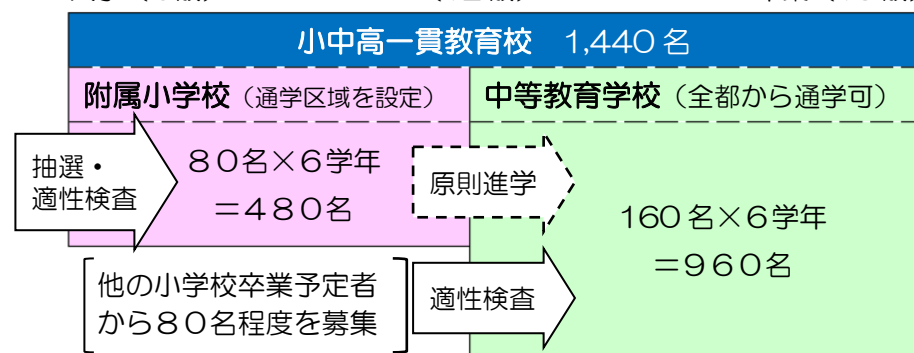 小中高一貫教育校 1,440名
附属小学校（通学区域を設定）
中等教育学校（全都から通学可）
抽選・
適性検査
８０名×６学年
＝４８０名
原則進学
160名×６学年
＝９６０名
他の小学校卒業予定者
から８０名程度を募集
適性検査